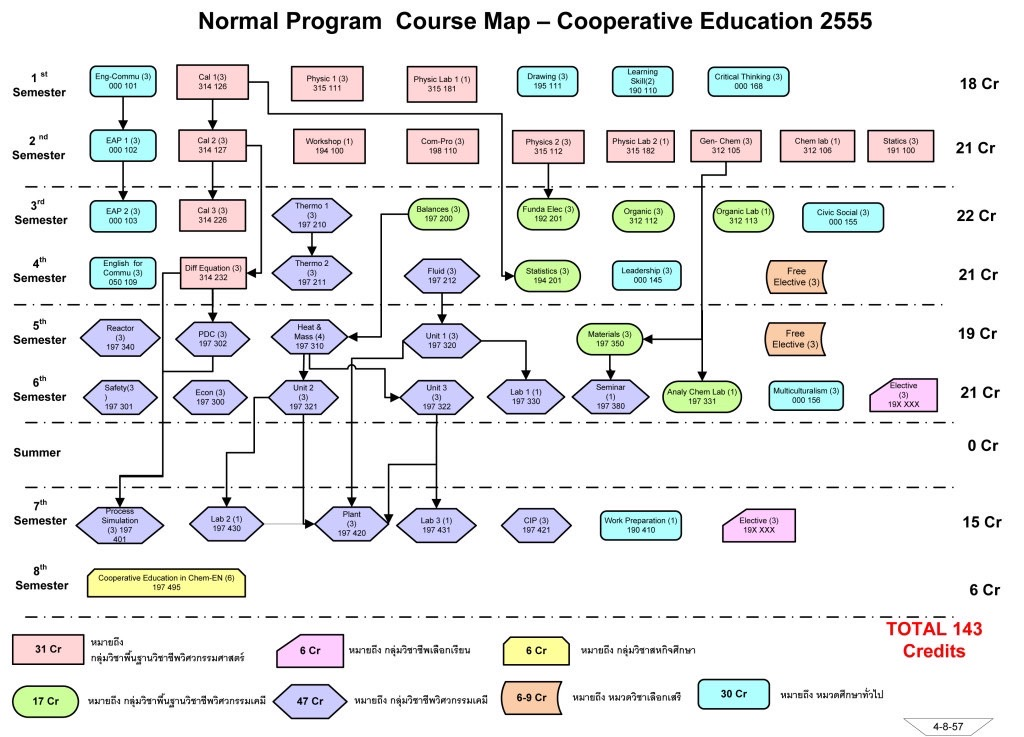 Normal Program Course Map – Cooperative Education 2555
1 st
Semester
Eng-Commu (3)
000 101
Cal 1(3)
314 126
Physic 1 (3)
315 111
Physic Lab 1 (1)
315 181
Drawing (3)
195 111
Learning
Skill(2)
190 110
Critical Thinking (3)
000 168
18 Cr
2 nd
Semester
EAP 1 (3)
000 102
Cal 2 (3)
314 127
Workshop (1)
194 100
Com-Pro (3)
198 110
Physics 2 (3)
315 112
Physic Lab 2 (1)
315 182
Gen- Chem (3)
312 105
Chem lab (1)
312 106
Statics (3)
191 100
21 Cr
3rd
Semester
EAP 2 (3)
000 103
Cal 3 (3)
314 226
Thermo 1
(3)
197 210
Balances (3)
197 200
Funda Elec (3)
192 201
Organic (3)
312 112
Organic Lab (1)
312 113
Civic Social (3)
000 155
22 Cr
4th
Semester
English for
Commu (3)
050 109
Diff Equation (3)
314 232
Thermo 2
(3)
197 211
Fluid (3)
197 212
Statistics (3)
194 201
Leadership (3)
000 145
Free
Elective (3)
21 Cr
5th
Semester
Reactor
(3)
197 340
PDC (3)
197 302
Heat &
Mass (4)
197 310
Unit 1 (3)
197 320
Materials (3)
197 350
Free
Elective (3)
19 Cr
6th
Semester
Safety(3
)
197 301
Econ (3)
197 300
Unit 2
(3)
197 321
Unit 3
(3)
197 322
Lab 1 (1)
197 330
Seminar
(1)
197 380
Analy Chem Lab (1)
197 331
Multiculturalism (3)
000 156
Elective
(3)
19X XXX
21 Cr
Summer
0 Cr
7th
Semester
Process
Simulation
(3) 197
401
Lab 2 (1)
197 430
Plant
(3)
197 420
Lab 3 (1)
197 431
CIP (3)
197 421
Work Preparation (1)
190 410
Elective (3)
19X XXX
15 Cr
8th
Semester
Cooperative Education in Chem-EN (6)
197 495
6 Cr
TOTAL 143
Credits
31 Cr
หมายถึง
กลุ่มวิชาพื้นฐานวิชาชีพวิศวกรรมศาสตร์
6 Cr
หมายถึง กลุ่มวิชาชีพเลือกเรียน
6 Cr
หมายถึง กลุ่มวิชาสหกิจศึกษา
17 Cr
หมายถึง กลุ่มวิชาพื้นฐานวิชาชีพวิศวกรรมเคมี
47 Cr
หมายถึง กลุ่มวิชาชีพวิศวกรรมเคมี
6-9 Cr
หมายถึง หมวดวิชาเลือกเสรี
30 Cr
หมายถึง หมวดศึกษาทั่วไป
4-8-57